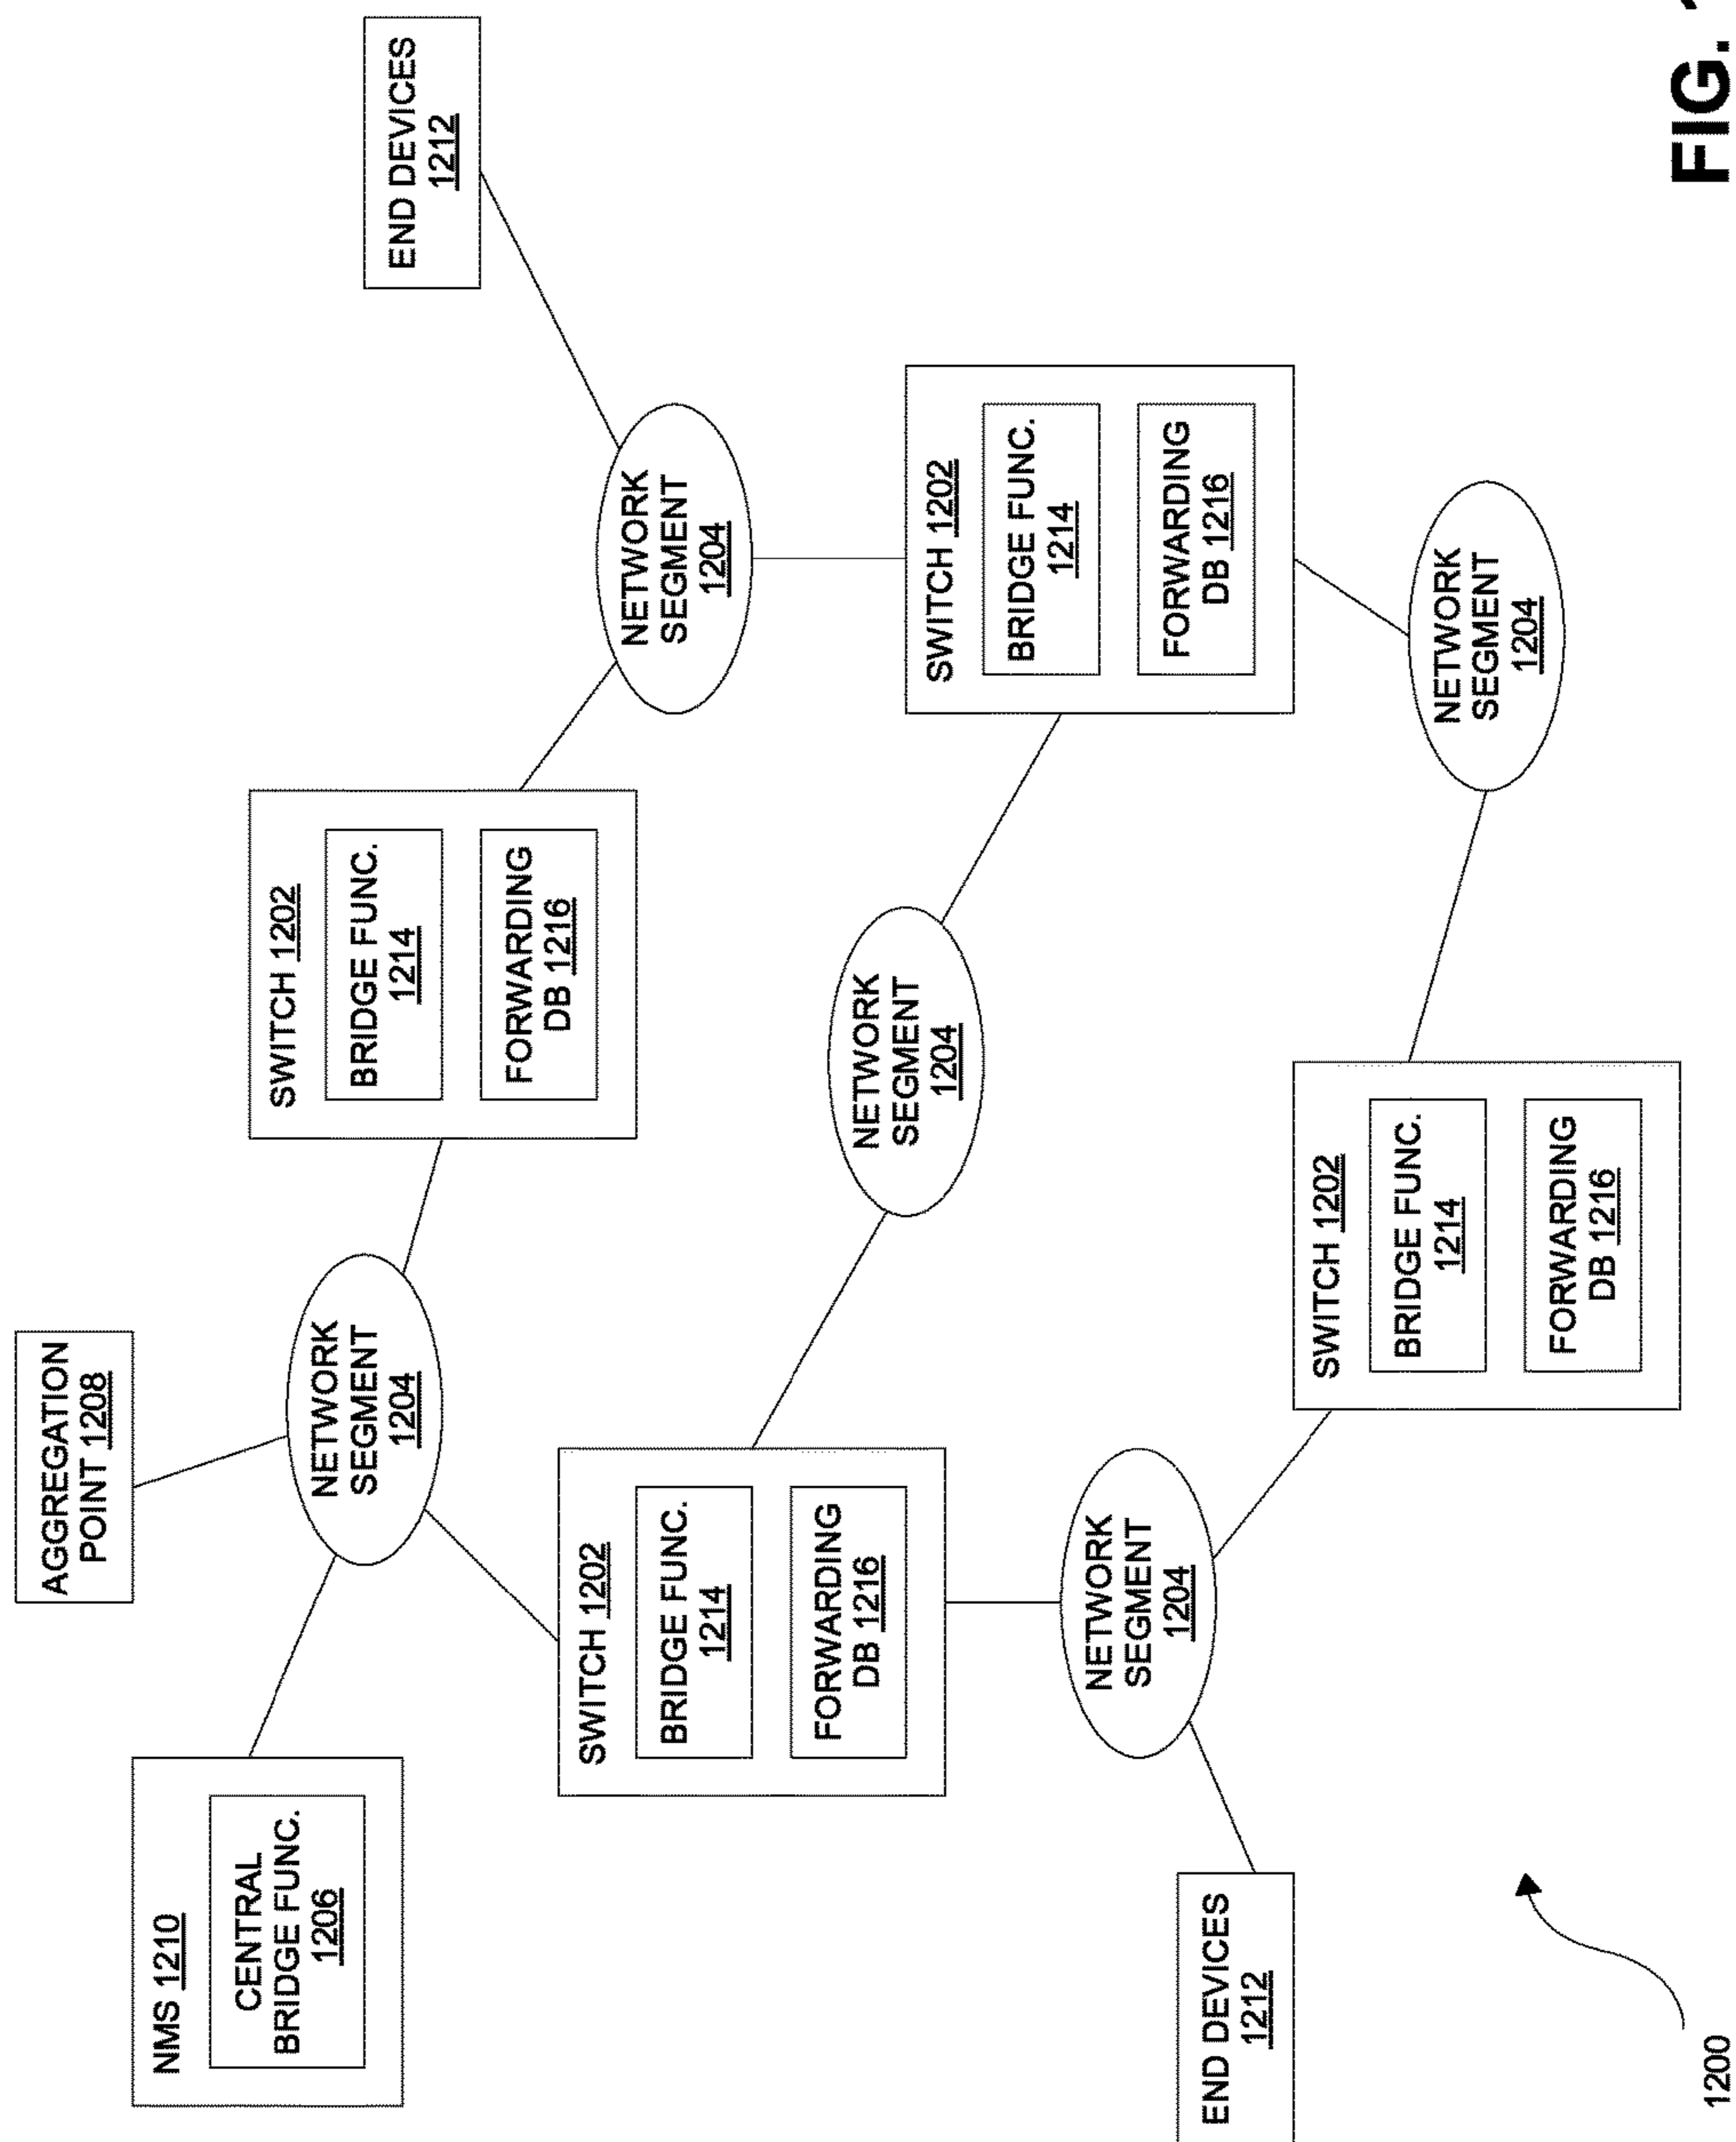 AGGREGATION
POINT 1208
NMS 1210
CENTRAL
BRIDGE FUNC.
1206
NETWORK
SEGMENT
1204
SWITCH 1202
BRIDGE FUNC.
1214
FORWARDING
DB 1216
END DEVICES
1212
SWITCH 1202
BRIDGE FUNC.
1214
FORWARDING
DB 1216
NETWORK
SEGMENT
1204
NETWORK
SEGMENT
1204
SWITCH 1202
BRIDGE FUNC.
1214
FORWARDING
DB 1216
NETWORK
SEGMENT
1204
END DEVICES
1212
SWITCH 1202
BRIDGE FUNC.
1214
FORWARDING
DB 1216
NETWORK
SEGMENT
1204
1200
FIG.